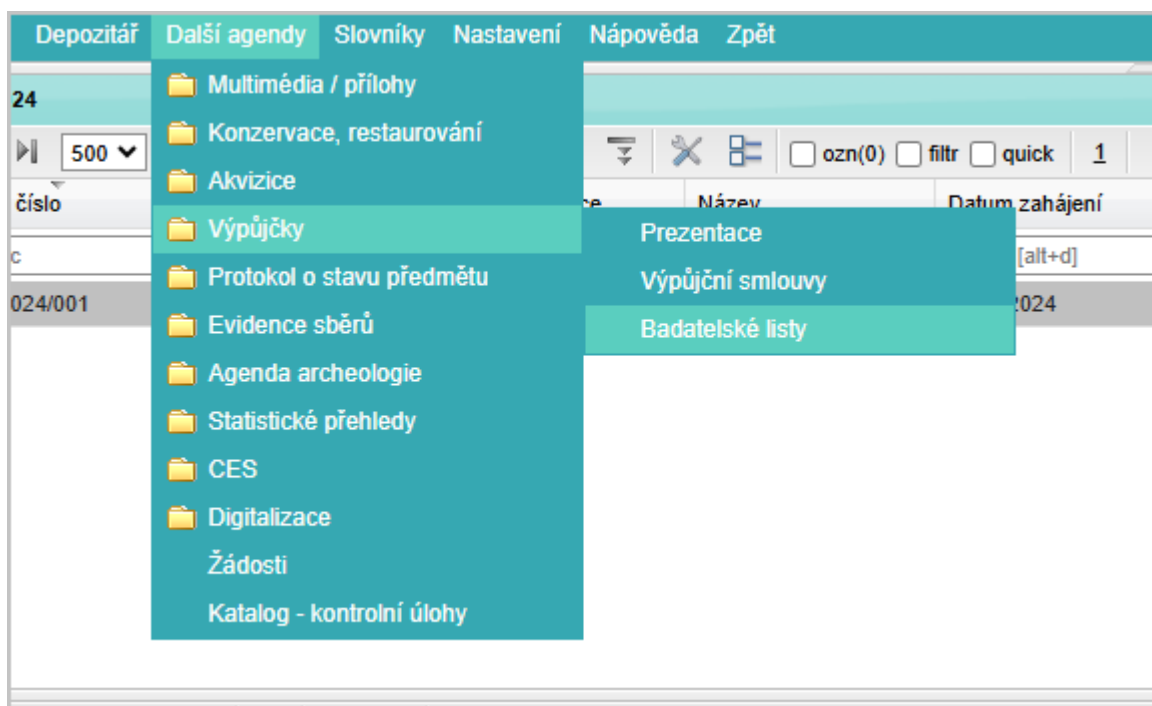 Depozitář Další agendy Slovníky Nastavení Nápověda Zpět
24
Multimédia / přílohy
Konzervace, restaurování
500 ozn(0) filtr quick 1
Akvizice
číslo Název Datum zahájení
Výpůjčky Prezentace
c [alt+d]
Protokol o stavu předmětu Výpůjční smlouvy
024/001 2024
Evidence sběrů Badatelské listy
Agenda archeologie
Statistické přehledy
CES
Digitalizace
Žádosti
Katalog - kontrolní úlohy